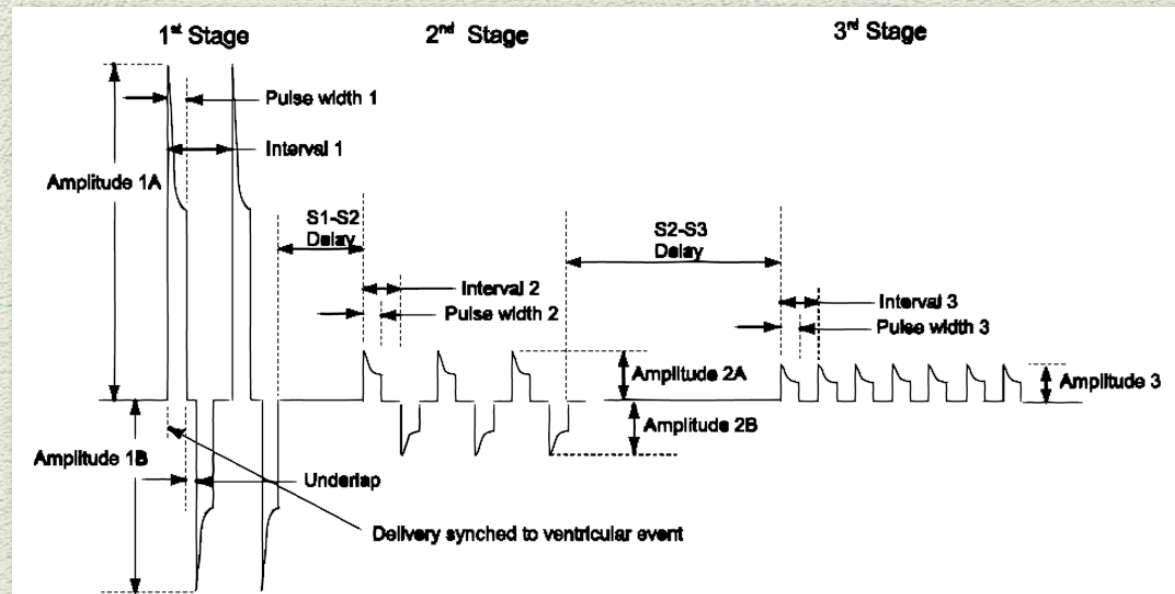 1st Stage
2nd Stage
3rd Stage
Pulse width 1
Interval 1
Amplitude 1A
S1-S2
Delay
S2-S3
Delay
Interval 2
Pulse width 2
Interval 3
Pulse width 3
Amplitude 2A
Amplitude 3
Amplitude 2B
Amplitude 1B
Underlap
Delivery synched to ventricular event